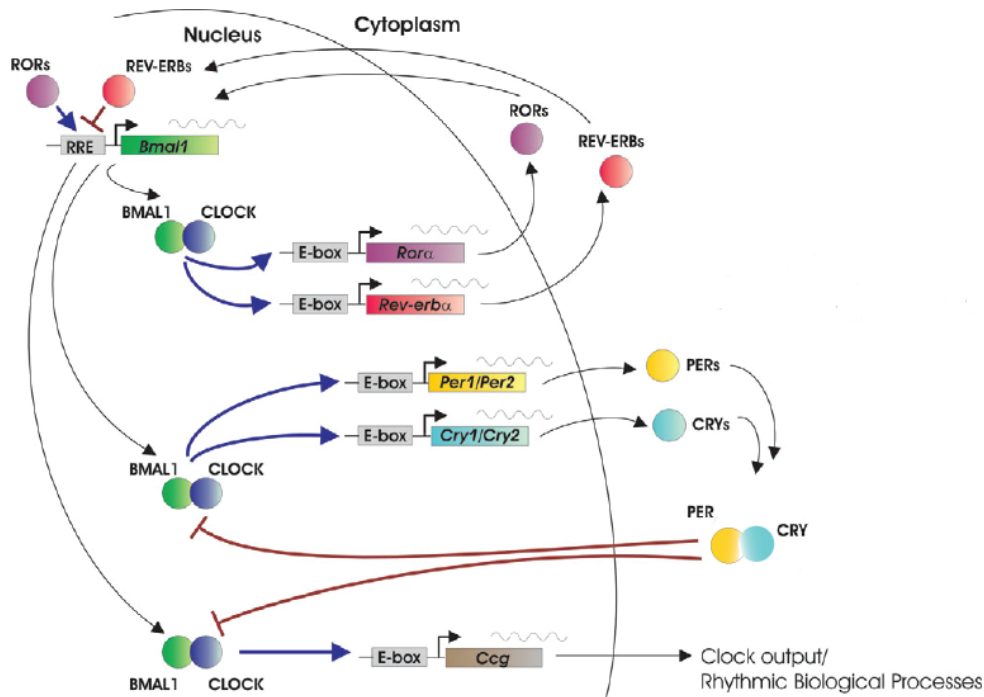 Nucleus
Cytoplasm
RORs
REV-ERBs
RRE
Bmal1
RORs
REV-ERBs
BMAL1
CLOCK
E-box
Rorα
E-box
Rev-erbα
E-box
Per1/Per2
PERs
E-box
Cry1/Cry2
CRYs
BMAL1
CLOCK
PER
CRY
E-box
Ccg
BMAL1
CLOCK
Clock output/
Rhythmic Biological Processes